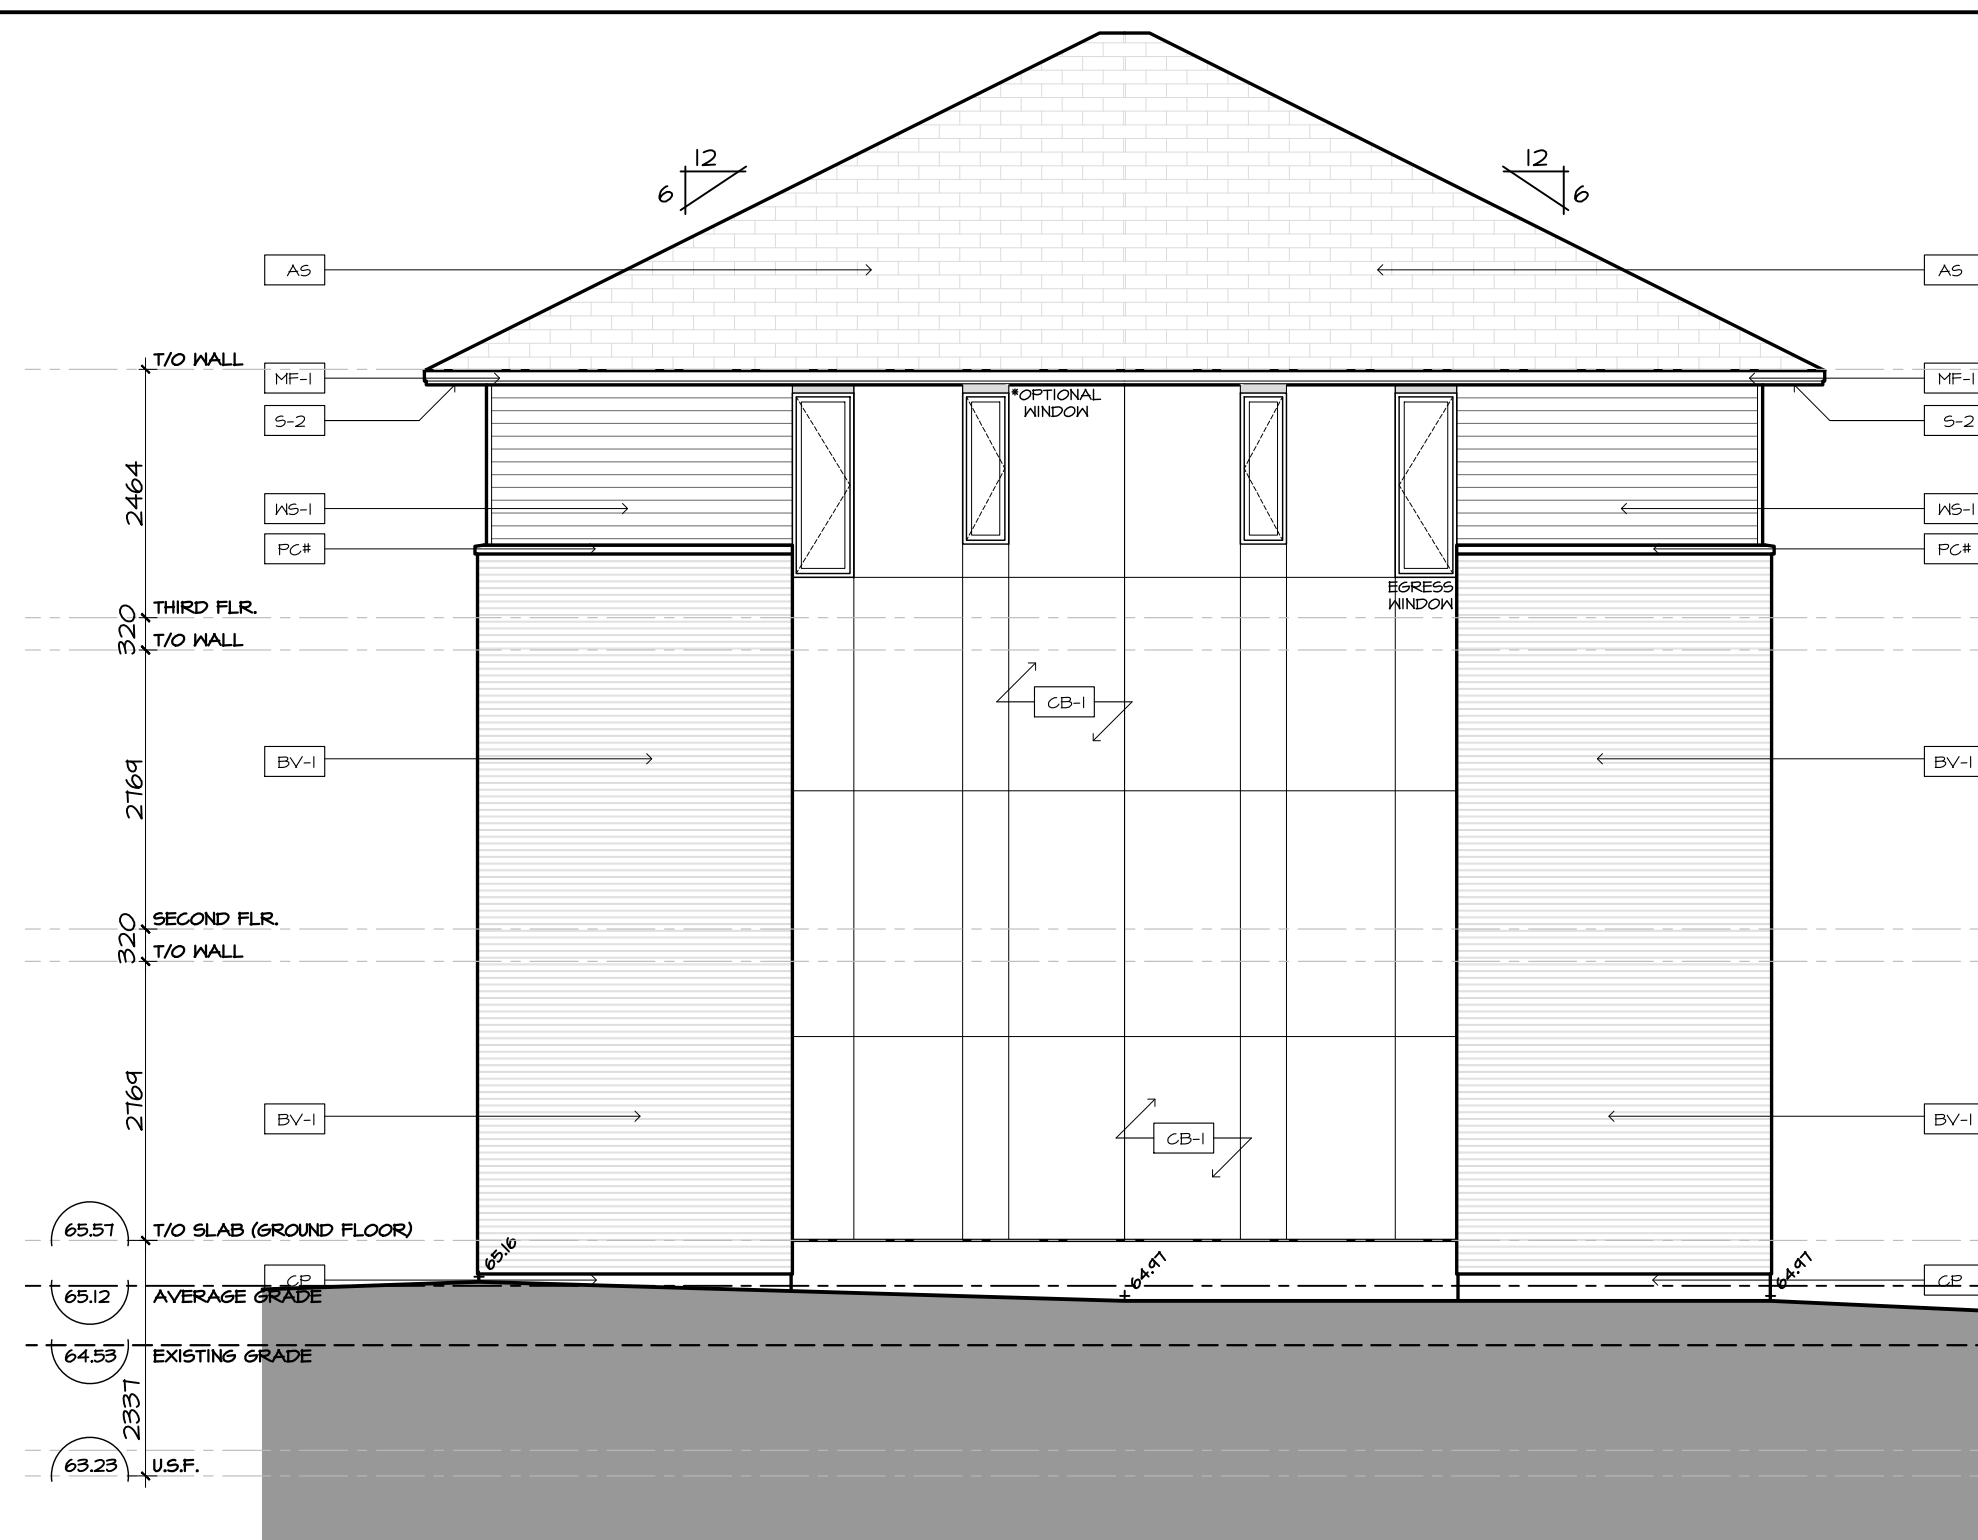 12
6
12
6
AS
AS
T/O WALL
MF-1
MF-1
*OPTIONAL
WINDOW
S-2
S-2
2464
WS-1
WS-1
PC#
PC#
EGRESS
WINDOW
THIRD FLR.
320
T/O WALL
CB-1
BV-1
BV-1
2769
SECOND FLR.
320
T/O WALL
2769
BV-1
BV-1
CB-1
65.57
T/O SLAB (GROUND FLOOR)
65.16
64.97
64.97
CP
CP
65.12
AVERAGE GRADE
64.53
EXISTING GRADE
2337
63.23
U.S.F.